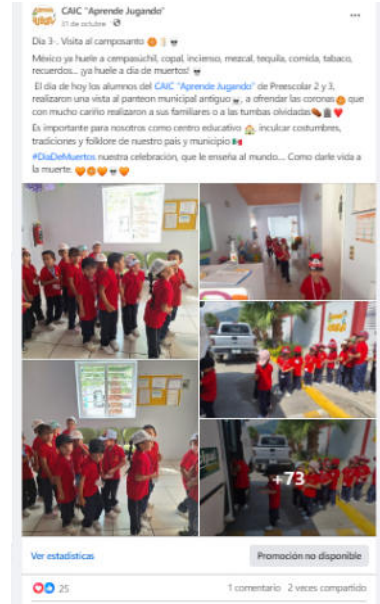 CAIC "Aprende Jugando"
31 de octubre ·
Día 3-. Visita al camposanto
México ya huele a cempasúchil, copal, incienso, mezcal, tequila, comida, tabaco,
recuerdos... ¡ya huele a día de muertos!
El día de hoy los alumnos del CAIC "Aprende Jugando" de Preescolar 2 y 3,
realizaron una vista al panteon municipal antiguo, a ofrendar las coronas que
con mucho cariño realizaron a sus familiares o a las tumbas olvidadas
Es importante para nosotros como centro educativo, inculcar costumbres,
tradiciones y folklore de nuestro país y municipio
#DíaDeMuertos nuestra celebración, que le enseña al mundo... Como darle vida a
la muerte.
+73
Ver estadísticas
Promoción no disponible
25
1 comentario 2 veces compartido